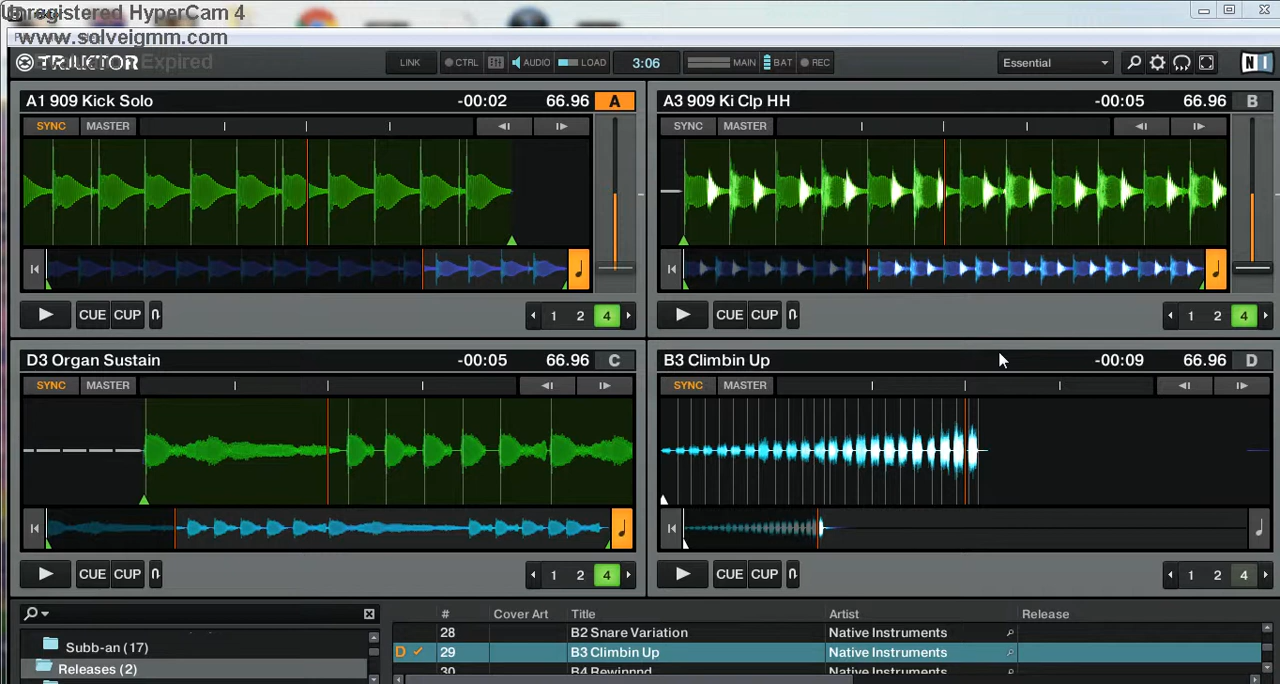 Unregistered HyperCam 4
www.solveigmm.com
Expired
TRAKTOR LINK CTRL AUDIO LOAD 3:06 MAIN BAT REC Essential
A1 909 Kick Solo -00:02 66.96 A
A3 909 Ki Clp HH -00:05 66.96 B
SYNC MASTER
SYNC MASTER
CUE CUP 1 2 4
CUE CUP 1 2 4
D3 Organ Sustain -00:05 66.96 C
B3 Climbin Up -00:09 66.96 D
SYNC MASTER
SYNC MASTER
CUE CUP 1 2 4
CUE CUP 1 2 4
# Cover Art Title Artist Release
Subb-an (17)
Releases (2)
28 B2 Snare Variation Native Instruments
D 29 B3 Climbin Up Native Instruments
30 B4 Rewinnnd Native Instruments